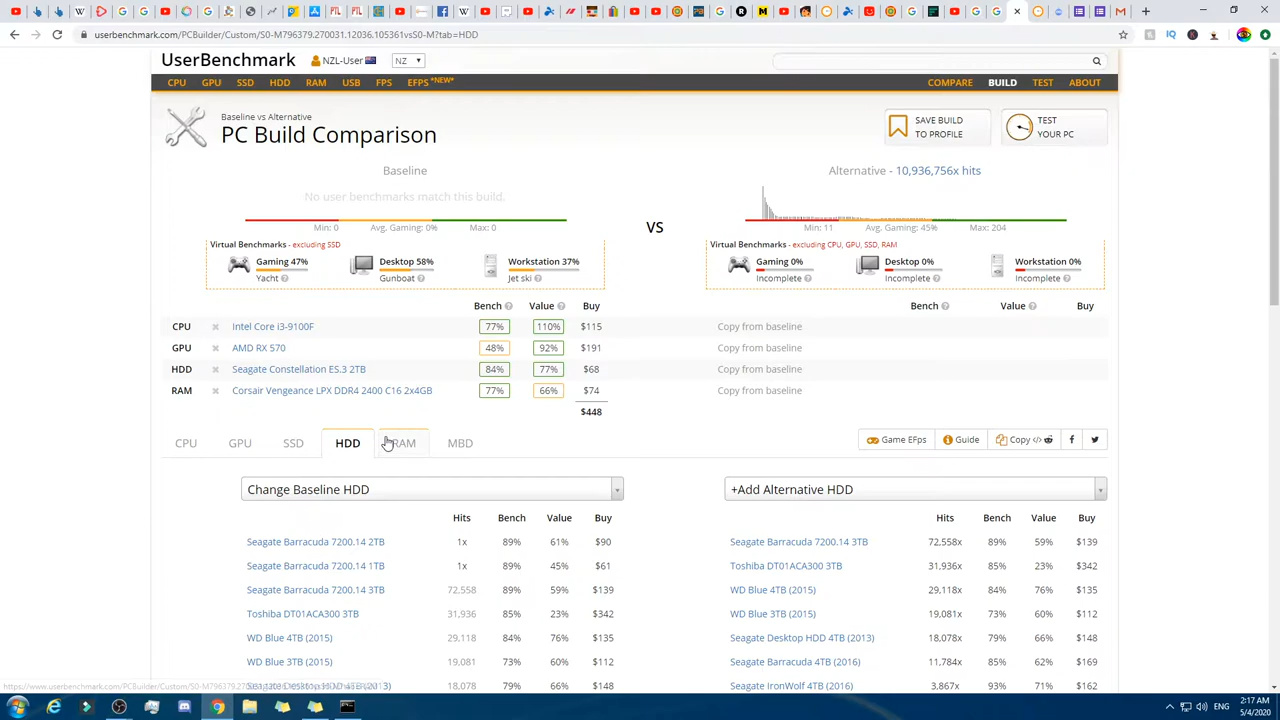 userbenchmark.com/PCBuilder/Custom/S0-M796379.270031.12036.105361vsS0-M?tab=HDD
UserBenchmark
NZL-User
NZ
CPU GPU SSD HDD RAM USB FPS EFPS *NEW* COMPARE BUILD TEST ABOUT
Baseline vs Alternative
PC Build Comparison
SAVE BUILD
TO PROFILE
TEST
YOUR PC
Baseline
Alternative - 10,936,756x hits
No user benchmarks match this build.
VS
Min: 0 Avg. Gaming: 0% Max: 0
Min: 11 Avg. Gaming: 45% Max: 204
Virtual Benchmarks - excluding SSD
Virtual Benchmarks - excluding CPU, GPU, SSD, RAM
Gaming 47% Desktop 58% Workstation 37%
Yacht Gunboat Jet ski
Gaming 0% Desktop 0% Workstation 0%
Incomplete Incomplete Incomplete
Bench Value Buy
Bench Value Buy
CPU Intel Core i3-9100F 77% 110% $115 Copy from baseline
GPU AMD RX 570 48% 92% $191 Copy from baseline
HDD Seagate Constellation ES.3 2TB 84% 77% $68 Copy from baseline
RAM Corsair Vengeance LPX DDR4 2400 C16 2x4GB 77% 66% $74 Copy from baseline
$448
CPU GPU SSD HDD RAM MBD
Game EFps Guide Copy </>
Change Baseline HDD
+Add Alternative HDD
Hits Bench Value Buy
Hits Bench Value Buy
Seagate Barracuda 7200.14 2TB 1x 89% 61% $90
Seagate Barracuda 7200.14 3TB 72,558x 89% 59% $139
Seagate Barracuda 7200.14 1TB 1x 89% 45% $61
Toshiba DT01ACA300 3TB 31,936x 85% 23% $342
Seagate Barracuda 7200.14 3TB 72,558 89% 59% $139
WD Blue 4TB (2015) 29,118x 84% 76% $135
Toshiba DT01ACA300 3TB 31,936 85% 23% $342
WD Blue 3TB (2015) 19,081x 73% 60% $112
WD Blue 4TB (2015) 29,118 84% 76% $135
Seagate Desktop HDD 4TB (2013) 18,078x 79% 66% $148
WD Blue 3TB (2015) 19,081 73% 60% $112
Seagate Barracuda 4TB (2016) 11,784x 85% 62% $169
18,078 79% 66% $148
Seagate IronWolf 4TB (2016) 3,867x 93% 71% $162
ENG
2:17 AM
5/4/2020